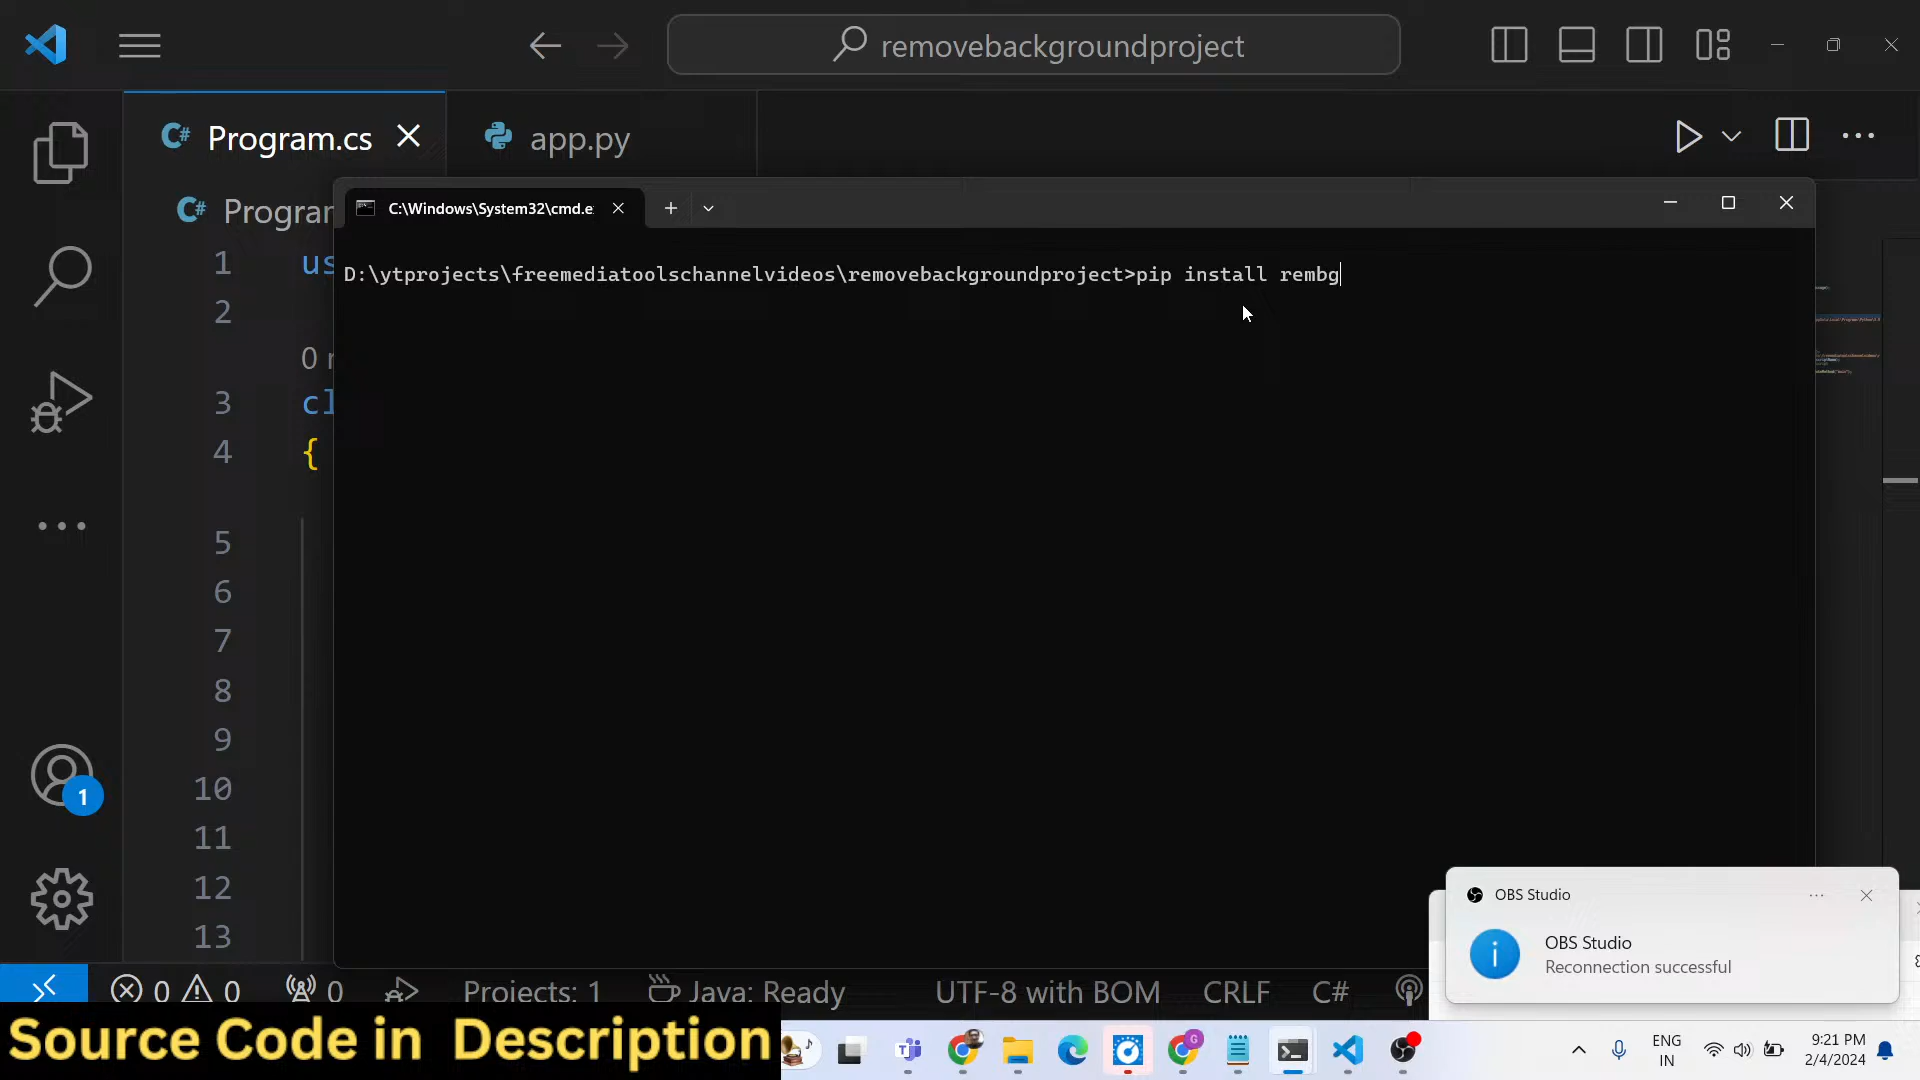 removebackgroundproject
C# Program.cs
app.py
C# Progra
C:\Windows\System32\cmd.e
1 us
D:\ytprojects\freemediatoolschannelvideos\removebackgroundproject>pip install rembg
2
0 r
3 cl
4 {
5
6
7
8
9
10
11
12
13
1
OBS Studio
OBS Studio
Reconnection successful
0 0 0 Projects: 1 Java: Ready UTF-8 with BOM CRLF C#
Source Code in Description
ENG
IN
9:21 PM
2/4/2024